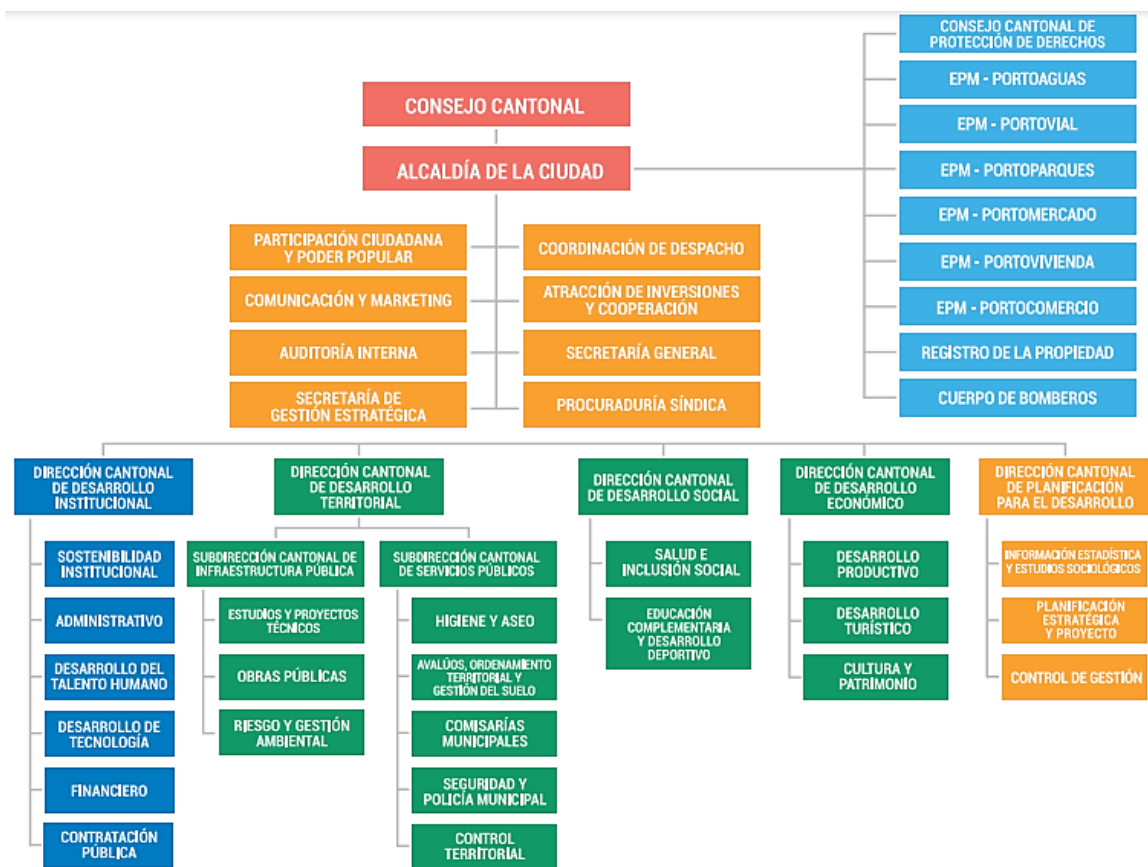 CONSEJO CANTONAL DE
PROTECCIÓN DE DERECHOS
EPM - PORTOAGUAS
EPM - PORTOVIAL
EPM - PORTOPARQUES
EPM - PORTOMERCADO
EPM - PORTOVIVIENDA
EPM - PORTOCOMERCIO
REGISTRO DE LA PROPIEDAD
CUERPO DE BOMBEROS
CONSEJO CANTONAL
ALCALDÍA DE LA CIUDAD
PARTICIPACIÓN CIUDADANA
Y PODER POPULAR
COORDINACIÓN DE DESPACHO
COMUNICACIÓN Y MARKETING
ATRACCIÓN DE INVERSIONES
Y COOPERACIÓN
AUDITORÍA INTERNA
SECRETARÍA GENERAL
SECRETARÍA DE
GESTIÓN ESTRATÉGICA
PROCURADURÍA SÍNDICA
DIRECCIÓN CANTONAL
DE DESARROLLO
INSTITUCIONAL
SOSTENIBILIDAD
INSTITUCIONAL
ADMINISTRATIVO
DESARROLLO DEL
TALENTO HUMANO
DESARROLLO DE
TECNOLOGÍA
FINANCIERO
CONTRATACIÓN
PÚBLICA
DIRECCIÓN CANTONAL
DE DESARROLLO
TERRITORIAL
SUBDIRECCIÓN CANTONAL DE
INFRAESTRUCTURA PÚBLICA
ESTUDIOS Y PROYECTOS
TÉCNICOS
OBRAS PÚBLICAS
RIESGO Y GESTIÓN
AMBIENTAL
SUBDIRECCIÓN CANTONAL
DE SERVICIOS PÚBLICOS
HIGIENE Y ASEO
AVALÚOS, ORDENAMIENTO
TERRITORIAL Y
GESTIÓN DEL SUELO
COMISARÍAS
MUNICIPALES
SEGURIDAD Y
POLICÍA MUNICIPAL
CONTROL
TERRITORIAL
DIRECCIÓN CANTONAL
DE DESARROLLO SOCIAL
SALUD E
INCLUSIÓN SOCIAL
EDUCACIÓN
COMPLEMENTARIA
Y DESARROLLO
DEPORTIVO
DIRECCIÓN CANTONAL
DE DESARROLLO
ECONÓMICO
DESARROLLO
PRODUCTIVO
DESARROLLO
TURÍSTICO
CULTURA Y
PATRIMONIO
DIRECCIÓN CANTONAL
DE PLANIFICACIÓN
PARA EL DESARROLLO
INFORMACIÓN ESTADÍSTICA
Y ESTUDIOS SOCIOLÓGICOS
PLANIFICACIÓN
ESTRATÉGICA
Y PROYECTO
CONTROL DE GESTIÓN